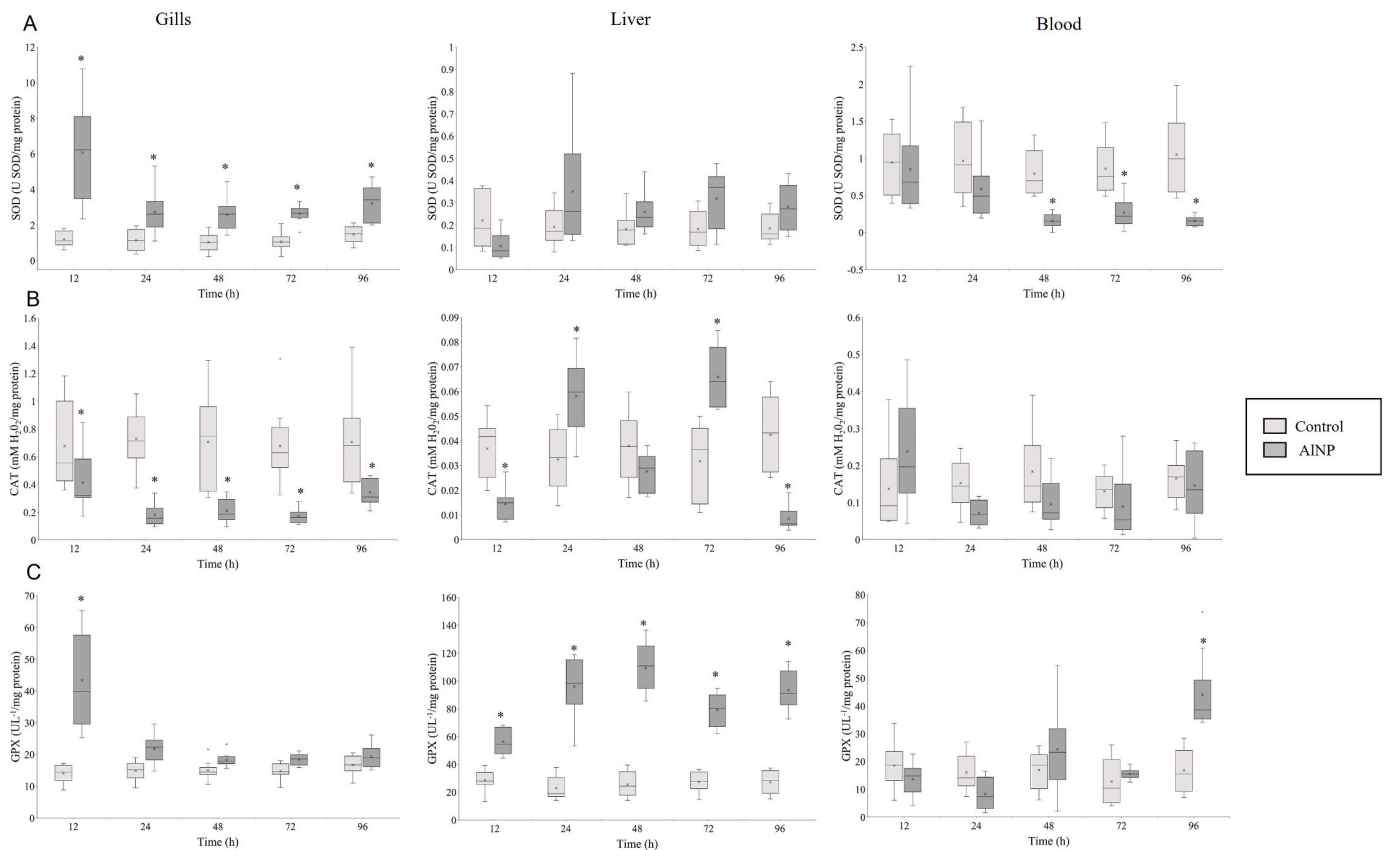 Gills
Liver
Blood
A
SOD (U SOD/mg protein)
12
10
8
6
4
2
0
12 24 48 72 96
Time (h)
* * * * *
SOD (U SOD/mg protein)
1
0.9
0.8
0.7
0.6
0.5
0.4
0.3
0.2
0.1
0
12 24 48 72 96
Time (h)
SOD (U SOD/mg protein)
2.5
2
1.5
1
0.5
0
-0.5
12 24 48 72 96
Time (h)
* * *
B
CAT (mM H₂0₂/mg protein)
1.6
1.4
1.2
1
0.8
0.6
0.4
0.2
0
12 24 48 72 96
Time (h)
* * * * *
CAT (mM H₂0₂/mg protein)
0.09
0.08
0.07
0.06
0.05
0.04
0.03
0.02
0.01
0.00
12 24 48 72 96
Time (h)
* * * *
CAT (mM H₂0₂/mg protein)
0.6
0.5
0.4
0.3
0.2
0.1
0
12 24 48 72 96
Time (h)
Control
AlNP
C
GPX (UL⁻¹/mg protein)
70
60
50
40
30
20
10
0
12 24 48 72 96
Time (h)
*
GPX (UL⁻¹/mg protein)
160
140
120
100
80
60
40
20
0
12 24 48 72 96
Time (h)
* * * * *
GPX (UL⁻¹/mg protein)
80
70
60
50
40
30
20
10
0
12 24 48 72 96
Time (h)
*